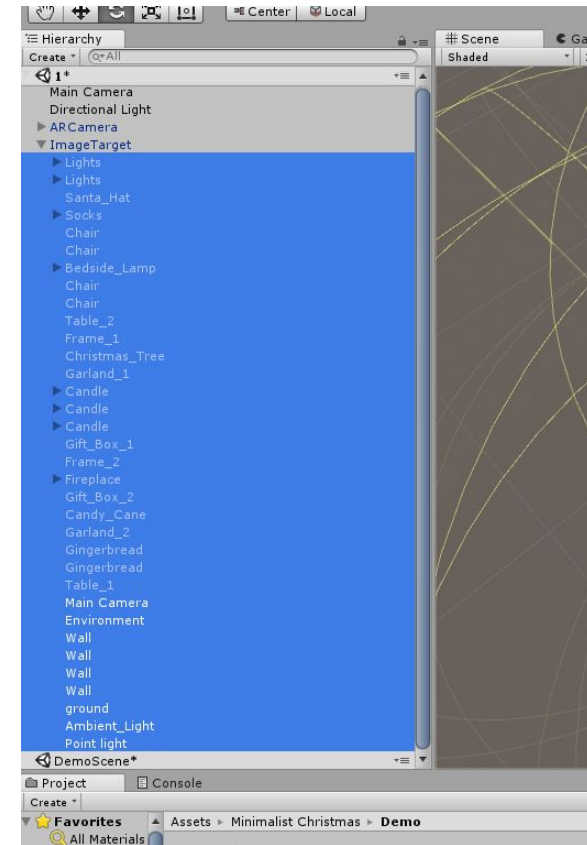 Center Local
Hierarchy # Scene Ga
Create All Shaded
1*
Main Camera
Directional Light
ARCamera
ImageTarget
Lights
Lights
Santa_Hat
Socks
Chair
Chair
Bedside_Lamp
Chair
Chair
Table_2
Frame_1
Christmas_Tree
Garland_1
Candle
Candle
Candle
Gift_Box_1
Frame_2
Fireplace
Gift_Box_2
Candy_Cane
Garland_2
Gingerbread
Gingerbread
Table_1
Main Camera
Environment
Wall
Wall
Wall
Wall
ground
Ambient_Light
Point light
DemoScene*
Project Console
Create
Favorites Assets Minimalist Christmas Demo
All Materials